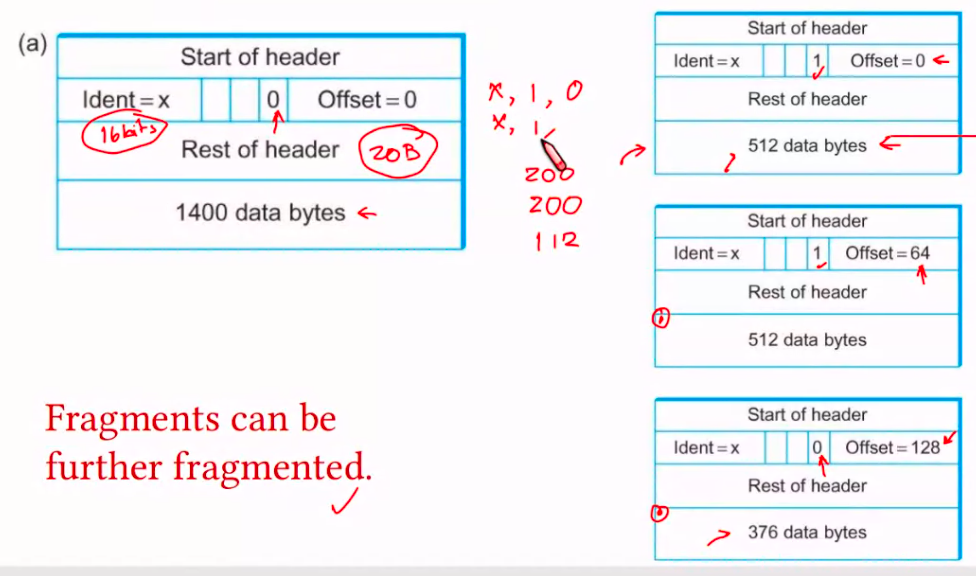 (a)
Start of header
Ident = x 0 Offset = 0
16bits
Rest of header 20B
1400 data bytes
x, 1, 0
x, 1
200
200
112
Start of header
Ident = x 1 Offset = 0
Rest of header
512 data bytes
Start of header
Ident = x 1 Offset = 64
Rest of header
512 data bytes
Start of header
Ident = x 0 Offset = 128
Rest of header
376 data bytes
Fragments can be
further fragmented.